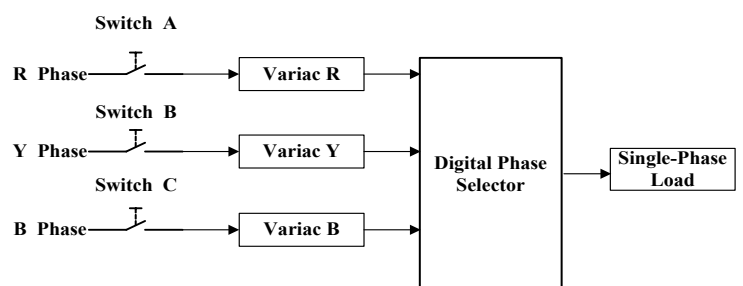 Switch A
R Phase
Variac R
Switch B
Y Phase
Variac Y
Digital Phase
Selector
Single-Phase
Load
Switch C
B Phase
Variac B